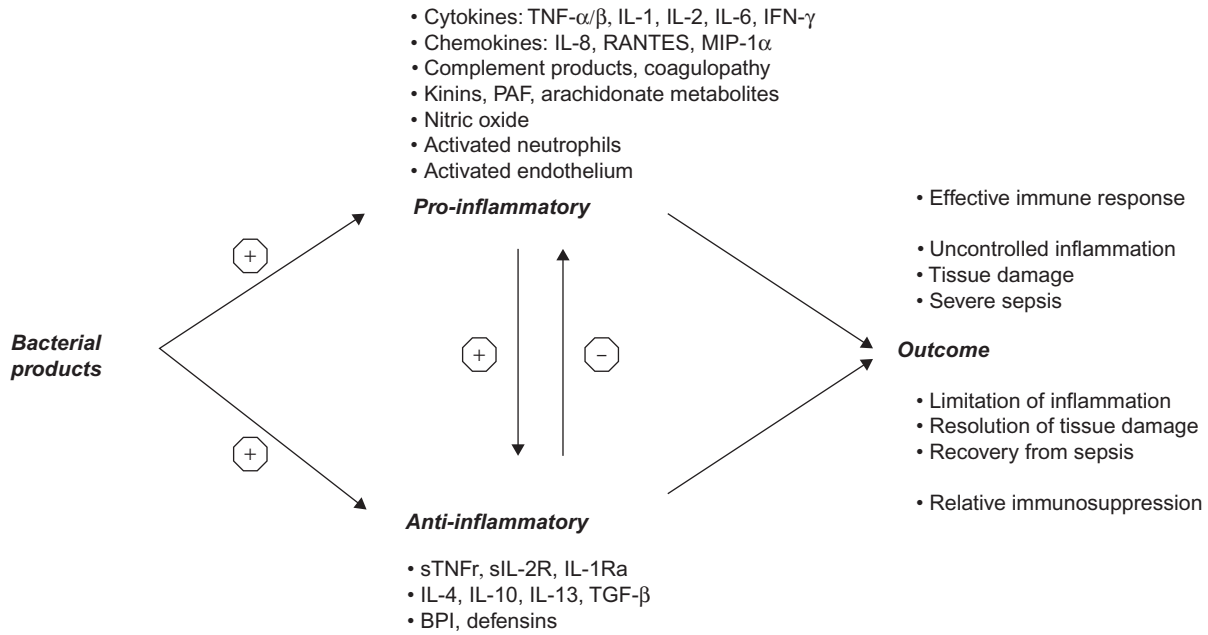 • Cytokines: TNF-α/β, IL-1, IL-2, IL-6, IFN-γ
• Chemokines: IL-8, RANTES, MIP-1α
• Complement products, coagulopathy
• Kinins, PAF, arachidonate metabolites
• Nitric oxide
• Activated neutrophils
• Activated endothelium
Pro-inflammatory
• Effective immune response
+
• Uncontrolled inflammation
• Tissue damage
• Severe sepsis
Bacterial
products
+
−
Outcome
• Limitation of inflammation
• Resolution of tissue damage
• Recovery from sepsis
+
• Relative immunosuppression
Anti-inflammatory
• sTNFr, sIL-2R, IL-1Ra
• IL-4, IL-10, IL-13, TGF-β
• BPI, defensins